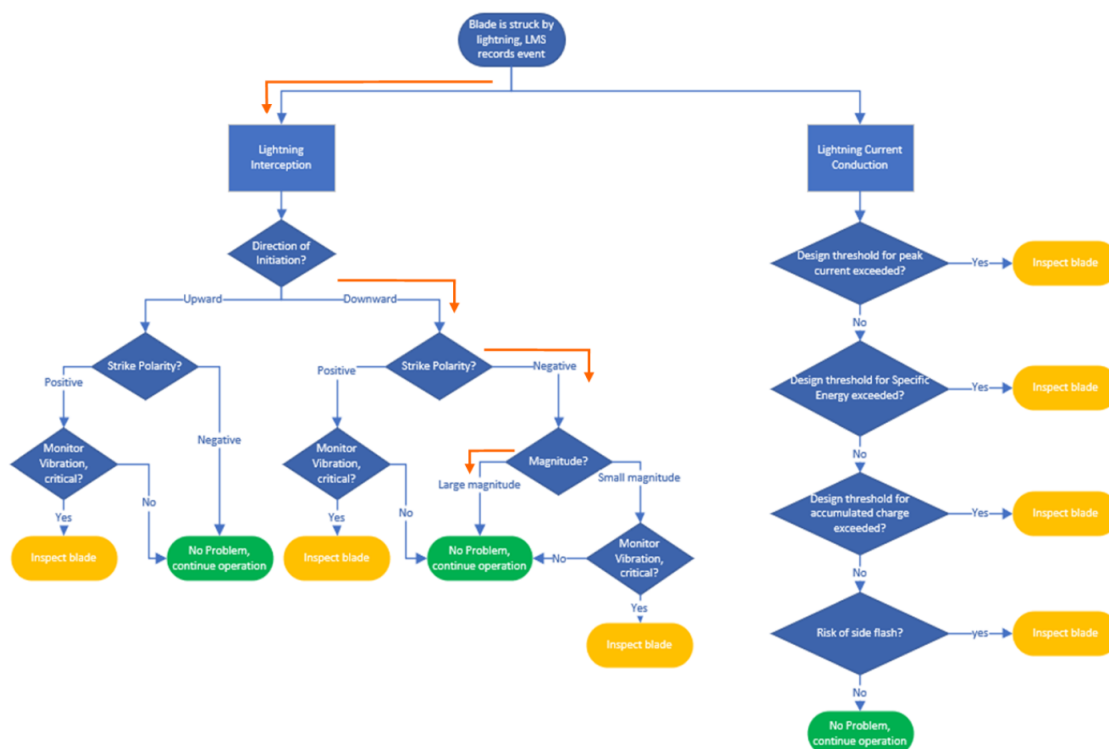 Blade is struck by
lightning, LMS
records event
Lightning
Interception
Lightning Current
Conduction
Direction of
Initiation?
Design threshold for peak
current exceeded?
Yes
Inspect blade
Upward
Downward
No
Strike Polarity?
Strike Polarity?
Positive
Negative
Positive
Negative
Design threshold for Specific
Energy exceeded?
Yes
Inspect blade
No
Monitor
Vibration,
critical?
No
Yes
Inspect blade
No Problem,
continue operation
Monitor
Vibration,
critical?
No
Yes
Inspect blade
Magnitude?
Large magnitude
Small magnitude
No Problem,
continue operation
No
Monitor Vibration,
critical?
Yes
Inspect blade
Design threshold for
accumulated charge
exceeded?
Yes
Inspect blade
No
Risk of side flash?
yes
Inspect blade
No
No Problem,
continue operation